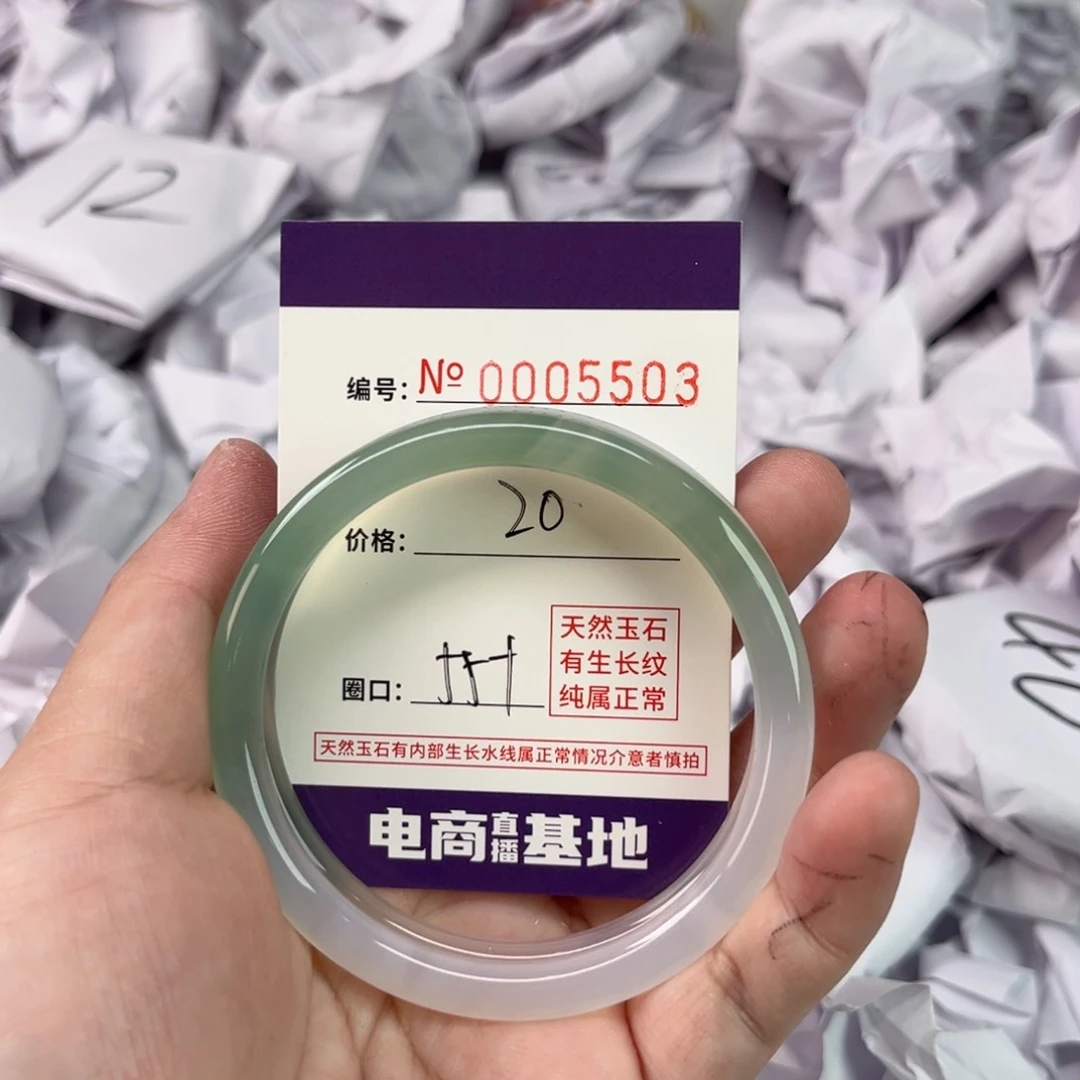 12
编号: № 0005503
价格: 20
天然玉石
有生长纹
纯属正常
圈口:
天然玉石有内部生长水线属正常情况介意者慎拍
电商直播基地